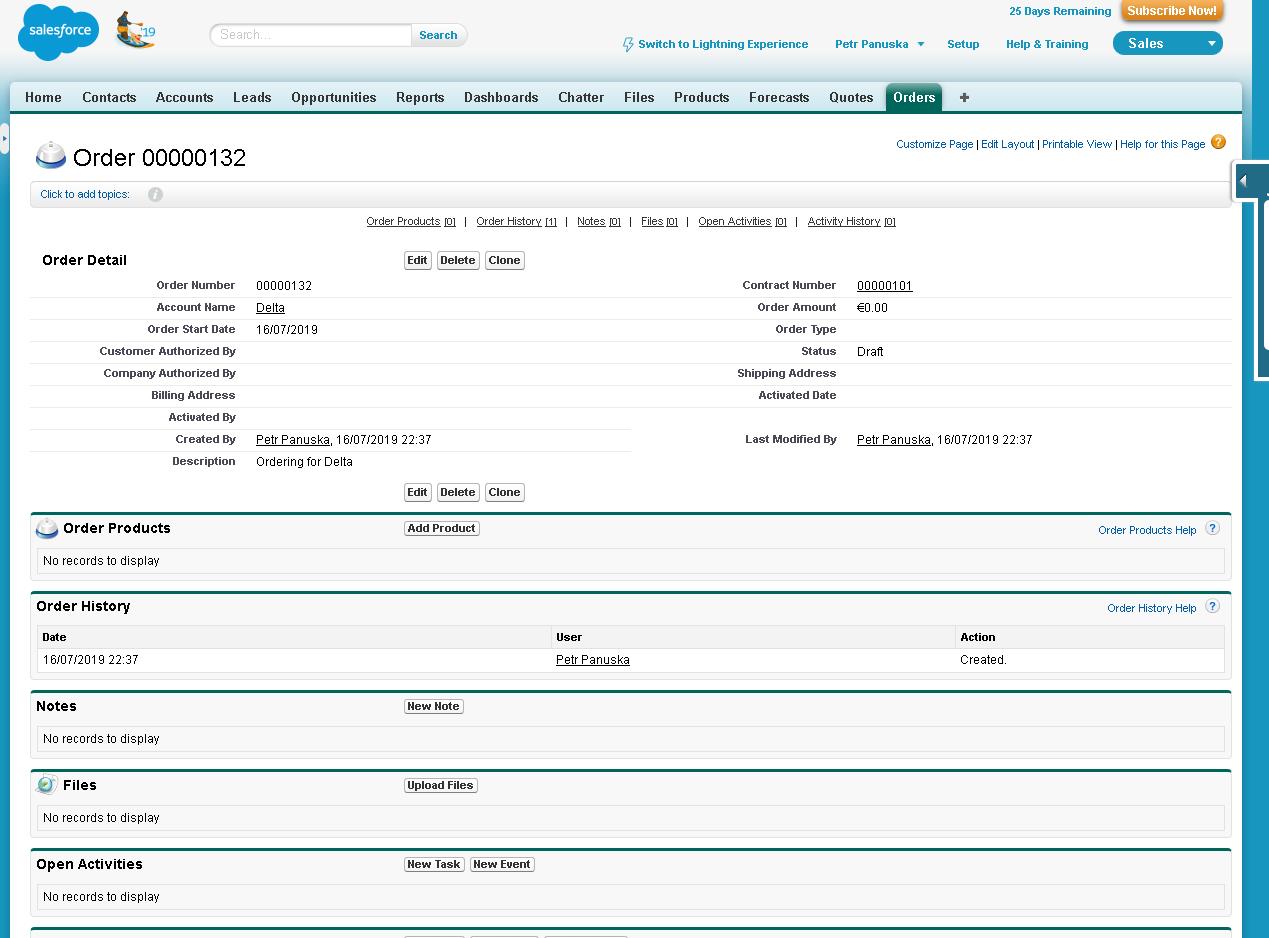 25 Days Remaining Subscribe Now!
salesforce '19 Search... Search
Switch to Lightning Experience Petr Panuska Setup Help & Training Sales
Home Contacts Accounts Leads Opportunities Reports Dashboards Chatter Files Products Forecasts Quotes Orders +
Order 00000132
Customize Page | Edit Layout | Printable View | Help for this Page ?
Click to add topics: i
Order Products [0] | Order History [1] | Notes [0] | Files [0] | Open Activities [0] | Activity History [0]
Order Detail Edit Delete Clone
Order Number 00000132 Contract Number 00000101
Account Name Delta Order Amount €0.00
Order Start Date 16/07/2019 Order Type
Customer Authorized By Status Draft
Company Authorized By Shipping Address
Billing Address Activated Date
Activated By
Created By Petr Panuska, 16/07/2019 22:37 Last Modified By Petr Panuska, 16/07/2019 22:37
Description Ordering for Delta
Edit Delete Clone
Order Products Add Product Order Products Help ?
No records to display
Order History Order History Help ?
Date User Action
16/07/2019 22:37 Petr Panuska Created.
Notes New Note
No records to display
Files Upload Files
No records to display
Open Activities New Task New Event
No records to display